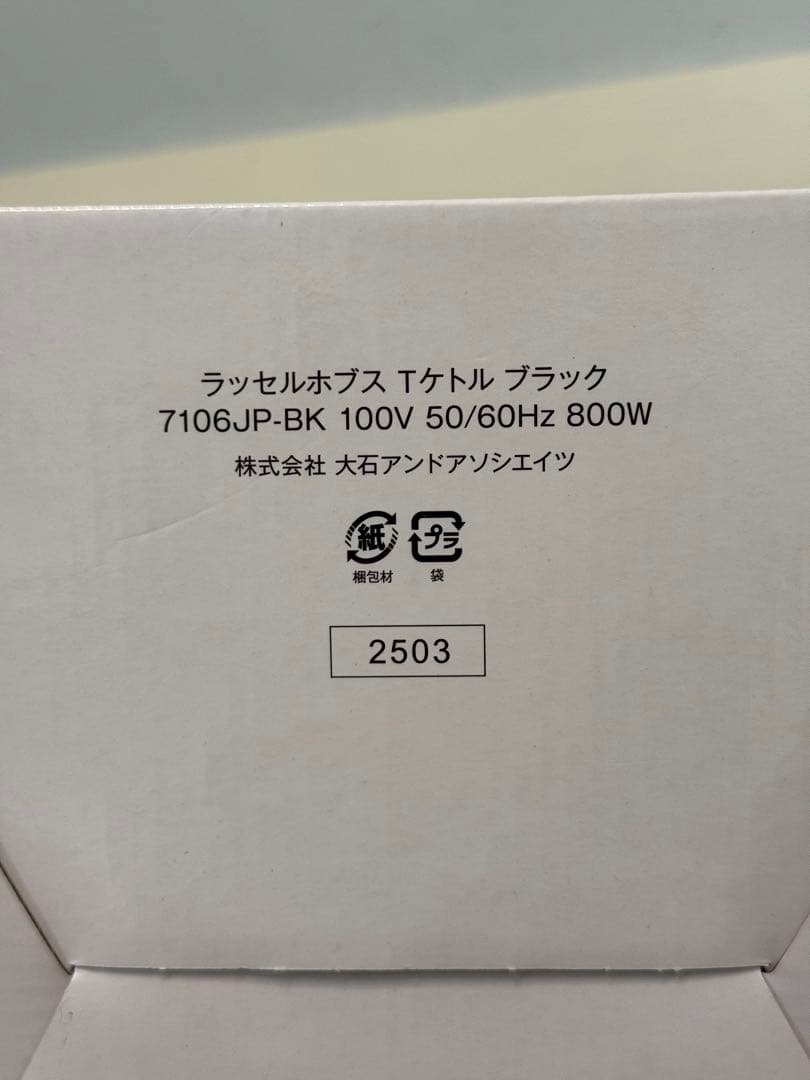 ラッセルホブス Tケトル ブラック
7106JP-BK 100V 50/60Hz 800W
株式会社 大石アンドアソシエイツ
紙 プラ
梱包材 袋
2503